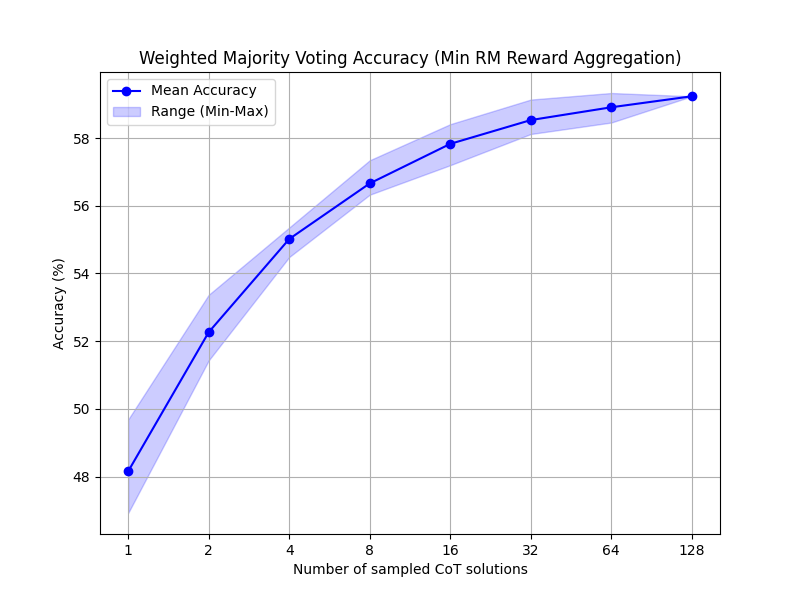 Weighted Majority Voting Accuracy (Min RM Reward Aggregation)
Mean Accuracy
Range (Min-Max)
58
56
54
52
50
48
Accuracy (%)
1 2 4 8 16 32 64 128
Number of sampled CoT solutions